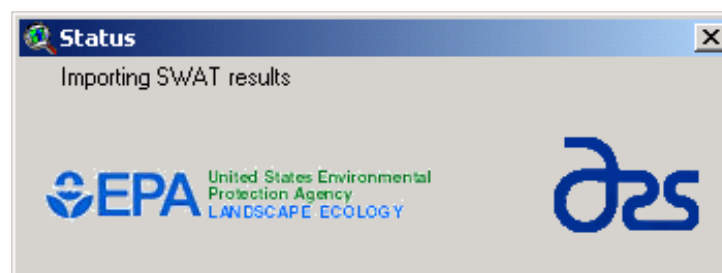 Status
Importing SWAT results
EPA
United States Environmental
Protection Agency
LANDSCAPE ECOLOGY
ars